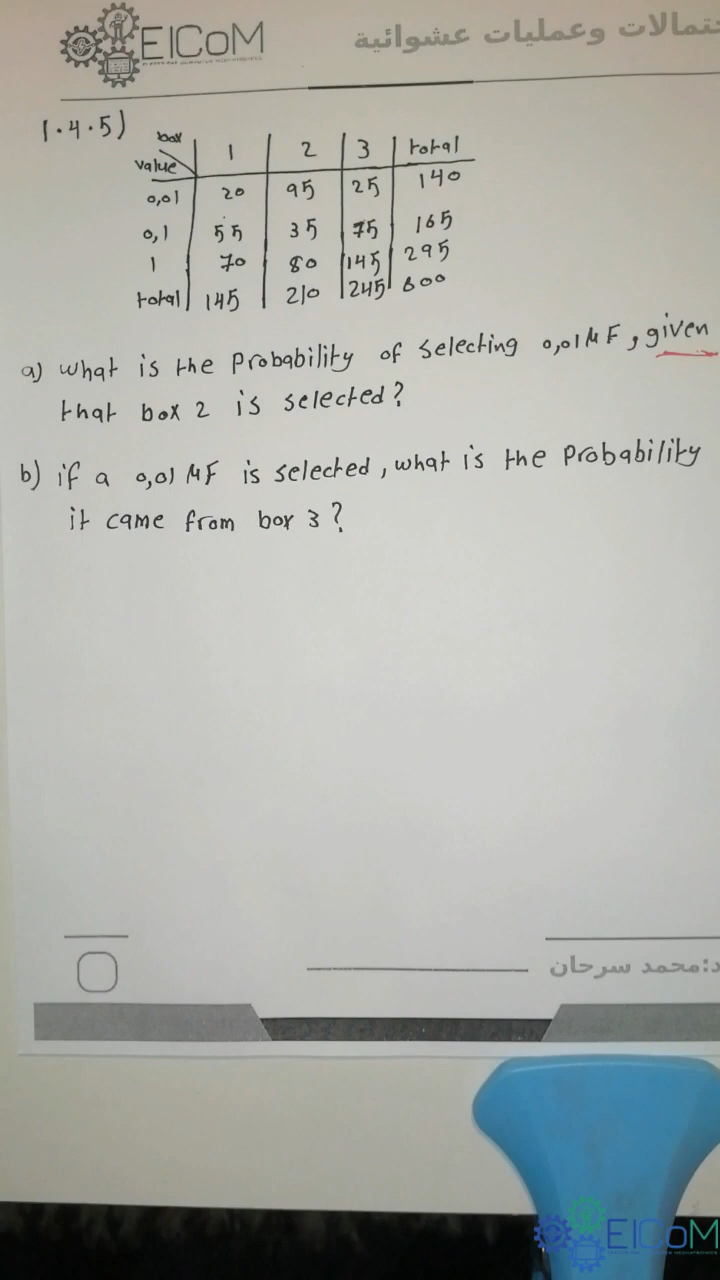 EICoM
حتمالات وعمليات عشوائية
1.4.5)
box value | 1 | 2 | 3 | total
0,01 | 20 | 95 | 25 | 140
0,1 | 55 | 35 | 75 | 165
1 | 70 | 80 | 145 | 295
total | 145 | 210 | 245 | 600
a) what is the probability of selecting 0,01 MF, given
that box 2 is selected?
b) if a 0,01 MF is selected, what is the probability
it came from box 3?
د:محمد سرحان
EICoM